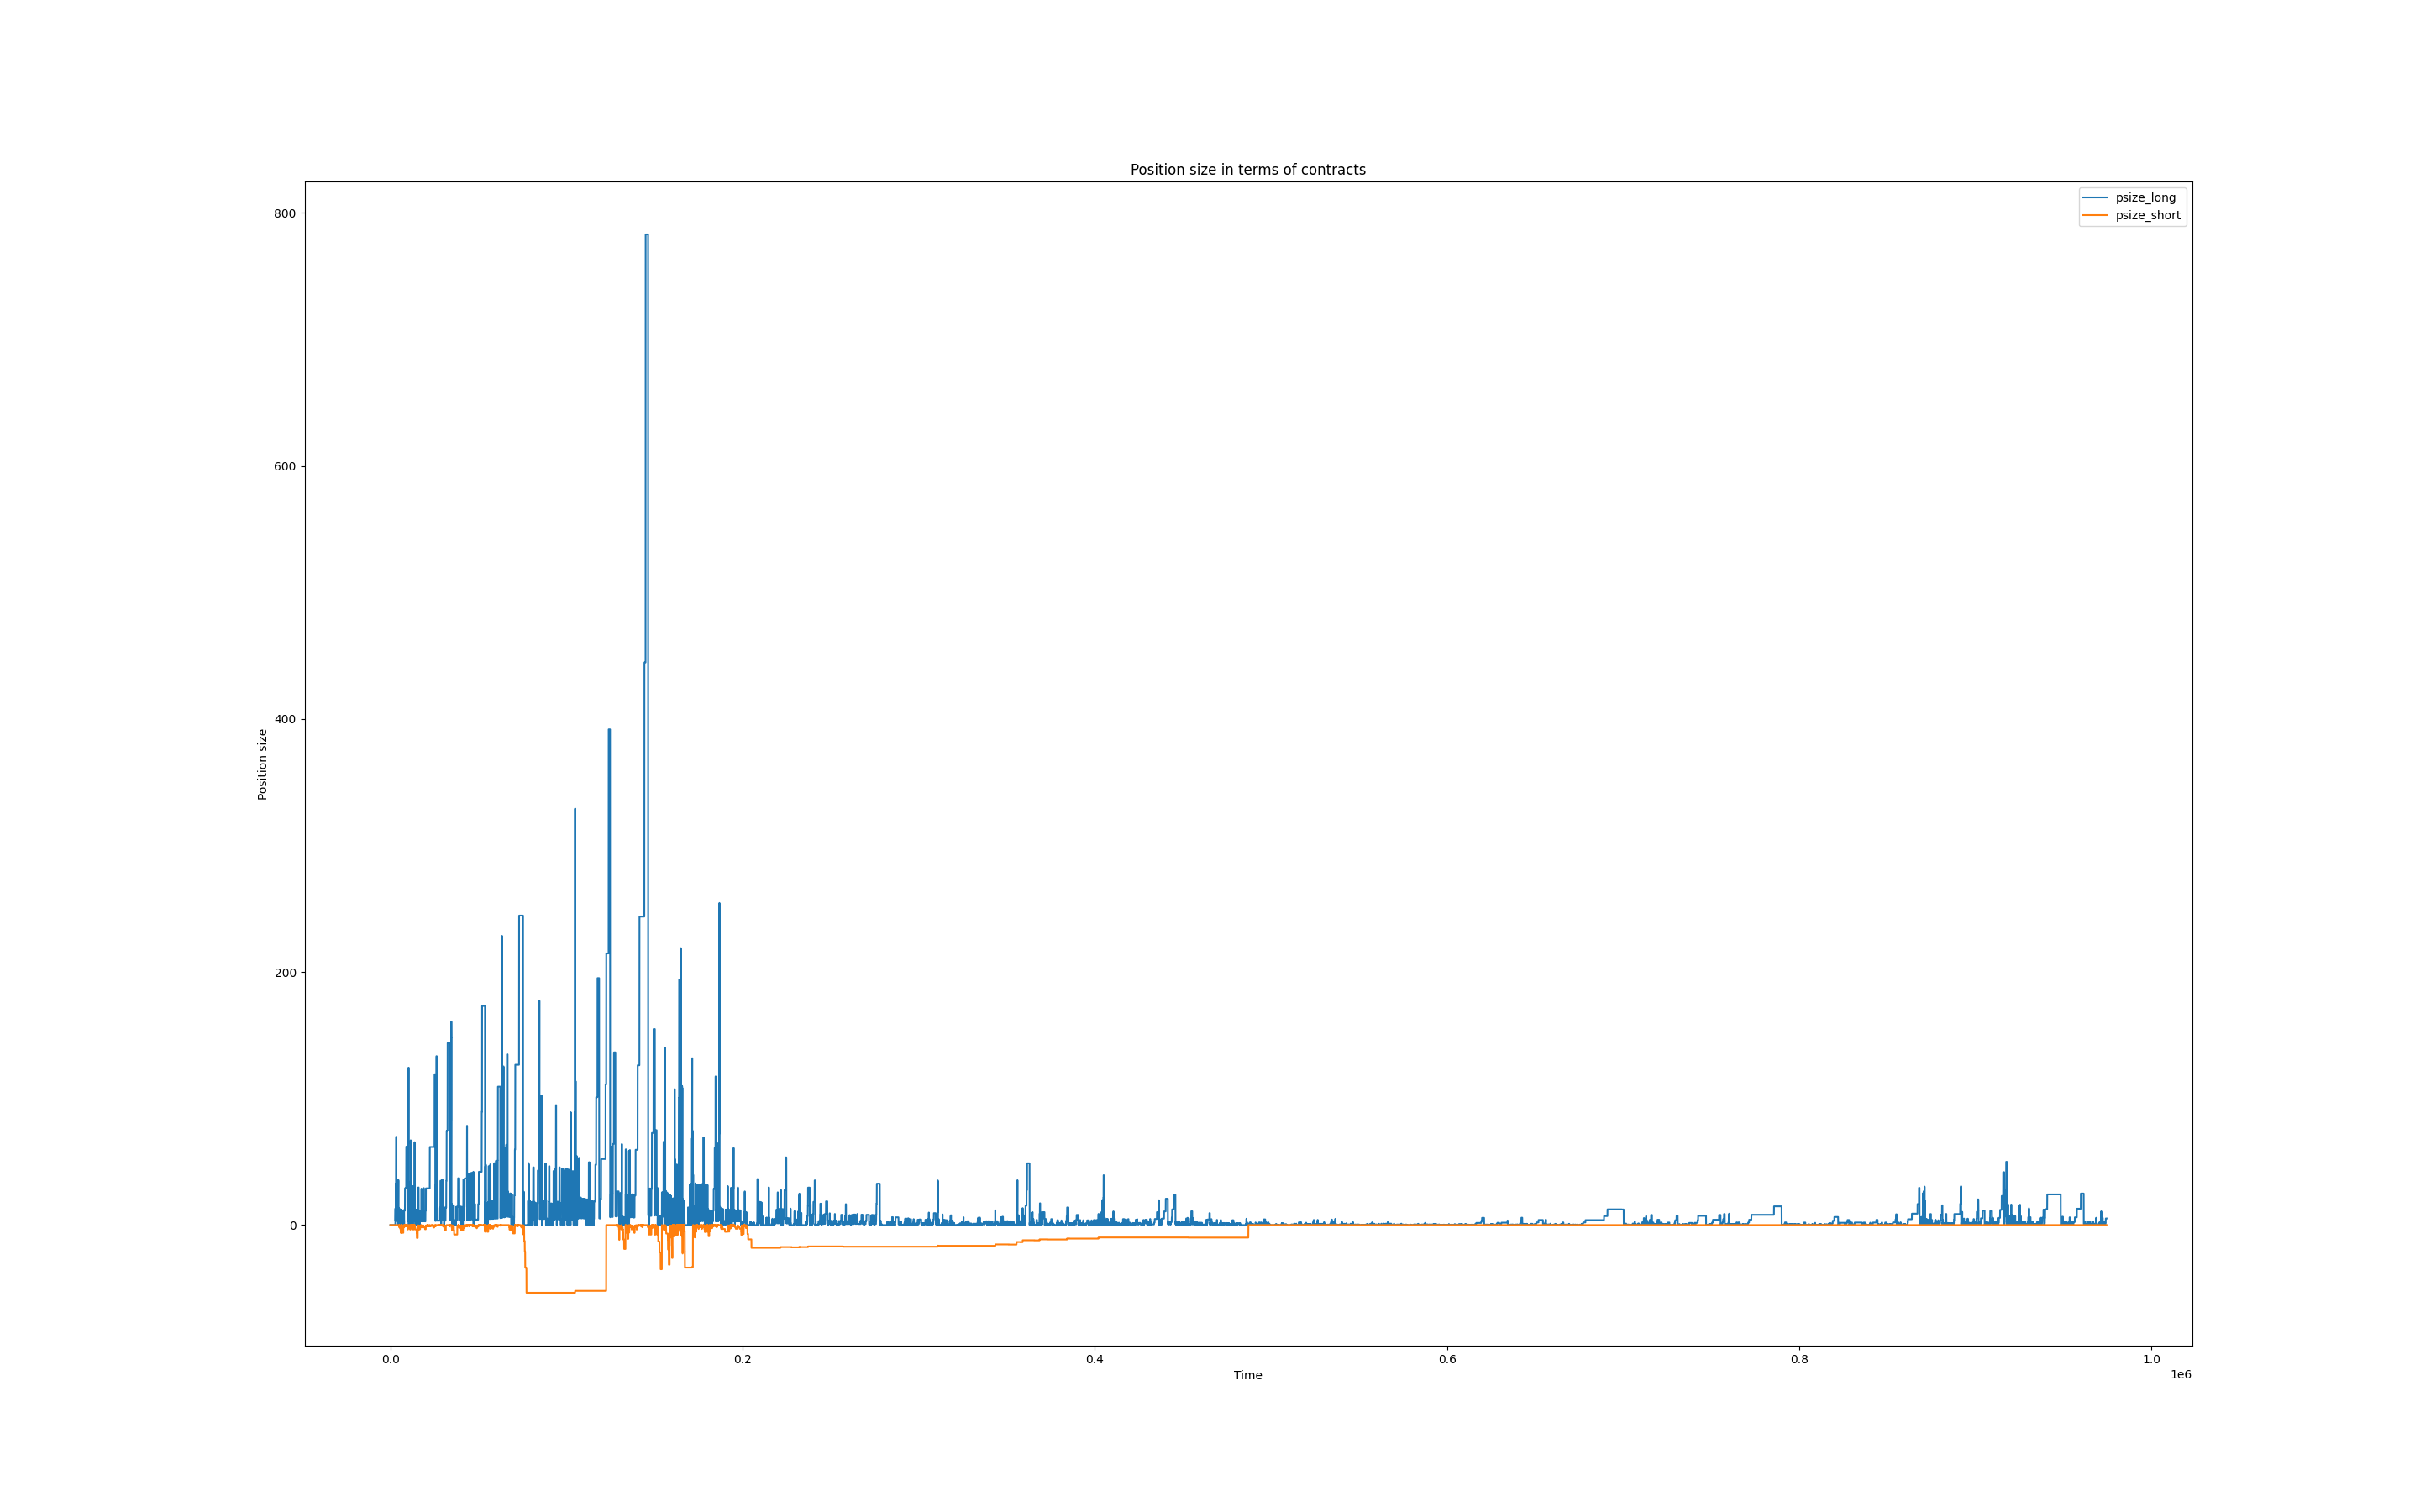 Position size in terms of contracts
psize_long
psize_short
800
600
400
200
0
Position size
0.0
0.2
0.4
0.6
0.8
1.0
Time
1e6